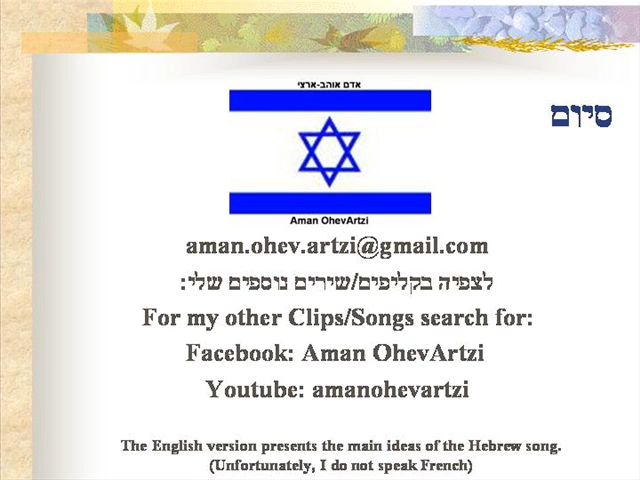 אדם אוהב-ארצי
סיום
Aman OhevArtzi
aman.ohev.artzi@gmail.com
לצפיה בקליפים/שירים נוספים שלי:
For my other Clips/Songs search for:
Facebook: Aman OhevArtzi
Youtube: amanohevartzi
The English version presents the main ideas of the Hebrew song.
(Unfortunately, I do not speak French)